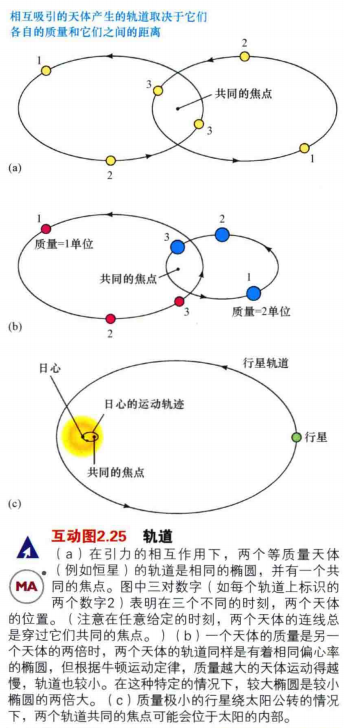 相互吸引的天体产生的轨道取决于它们
各自的质量和它们之间的距离
1
2
3
共同的焦点
3
1
2
(a)
1
质量=1单位
2
3
共同的焦点
1
质量=2单位
3
2
(b)
日心
行星轨道
日心的运动轨迹
行星
共同的焦点
(c)
互动图2.25 轨道
MA
（a）在引力的相互作用下，两个等质量天体
（例如恒星）的轨道是相同的椭圆，并有一个共
同的焦点。图中三对数字（如每个轨道上标识的
两个数字2）表明在三个不同的时刻，两个天体
的位置。（注意在任意给定的时刻，两个天体的连线总
是穿过它们共同的焦点。）（b）一个天体的质量是另一
个天体的两倍时，两个天体的轨道同样是有着相同偏心率
的椭圆，但根据牛顿运动定律，质量越大的天体运动得越
慢，轨道也较小。在这种特定的情况下，较大椭圆是较小
椭圆的两倍大。（c）质量极小的行星绕太阳公转的情况
下，两个轨道共同的焦点可能会位于太阳的内部。